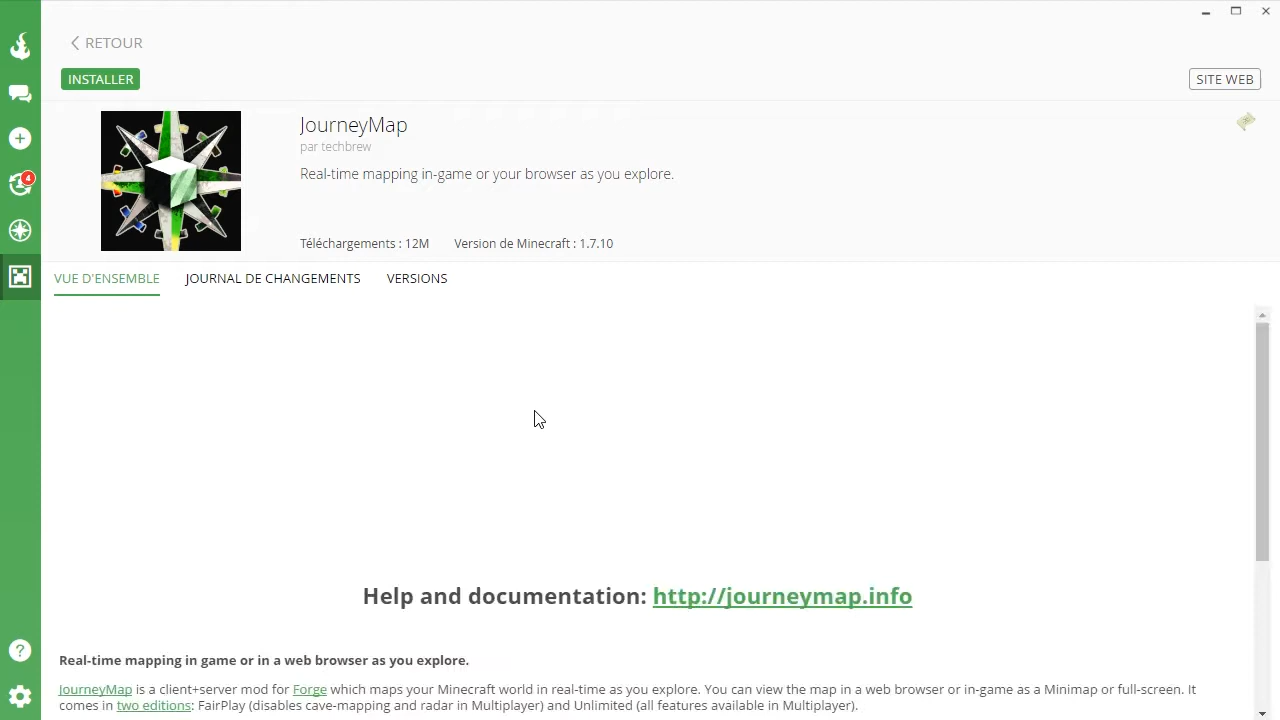 RETOUR
INSTALLER
SITE WEB
JourneyMap
par techbrew
Real-time mapping in-game or your browser as you explore.
Téléchargements : 12M Version de Minecraft : 1.7.10
VUE D'ENSEMBLE JOURNAL DE CHANGEMENTS VERSIONS
4
Help and documentation: http://journeymap.info
Real-time mapping in game or in a web browser as you explore.
JourneyMap is a client+server mod for Forge which maps your Minecraft world in real-time as you explore. You can view the map in a web browser or in-game as a Minimap or full-screen. It
comes in two editions: FairPlay (disables cave-mapping and radar in Multiplayer) and Unlimited (all features available in Multiplayer).